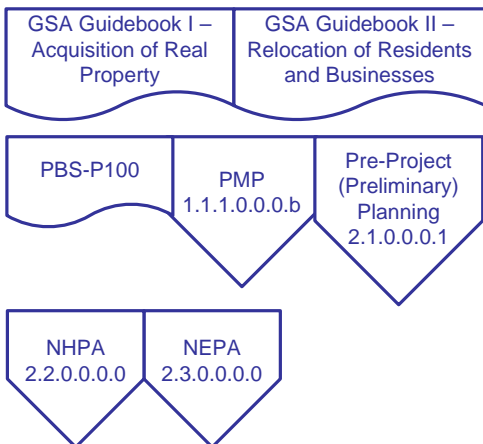 GSA Guidebook I –
Acquisition of Real
Property
GSA Guidebook II –
Relocation of Residents
and Businesses
PBS-P100
PMP
1.1.1.0.0.0.b
Pre-Project
(Preliminary)
Planning
2.1.0.0.0.1
NHPA
2.2.0.0.0.0
NEPA
2.3.0.0.0.0